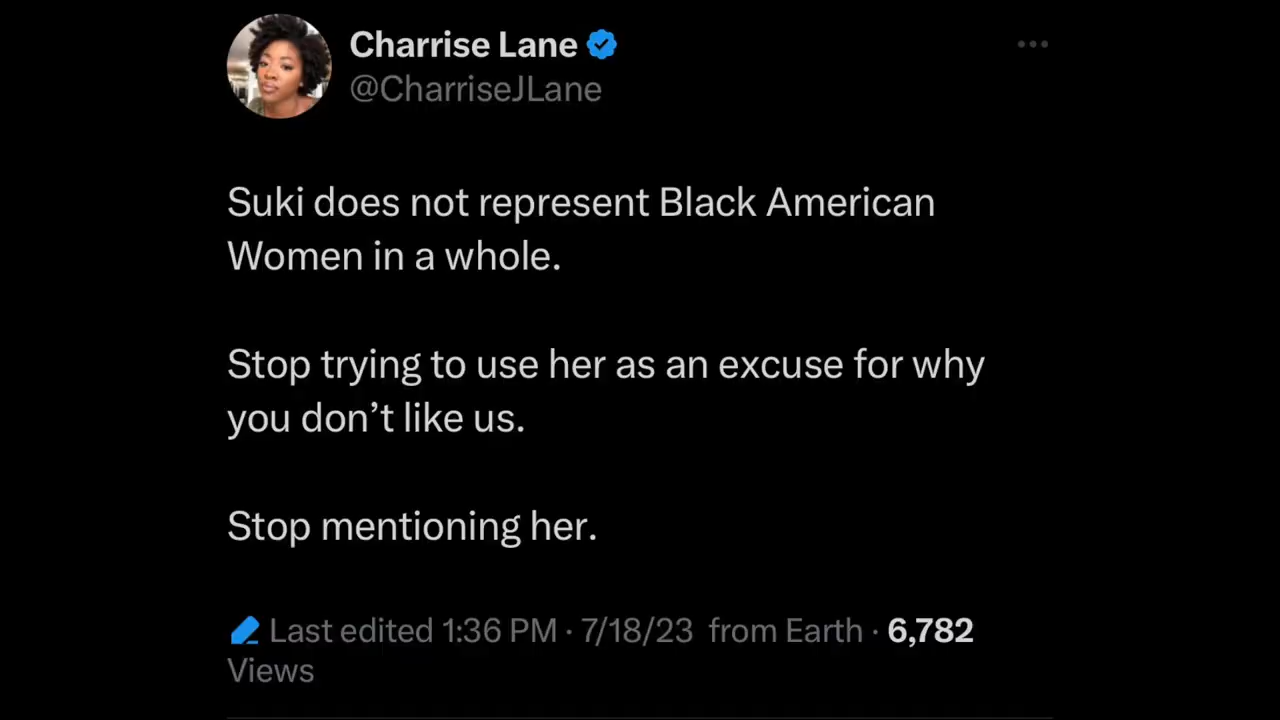 Charrise Lane
@CharriseJLane
Suki does not represent Black American
Women in a whole.
Stop trying to use her as an excuse for why
you don’t like us.
Stop mentioning her.
Last edited 1:36 PM · 7/18/23 from Earth · 6,782
Views